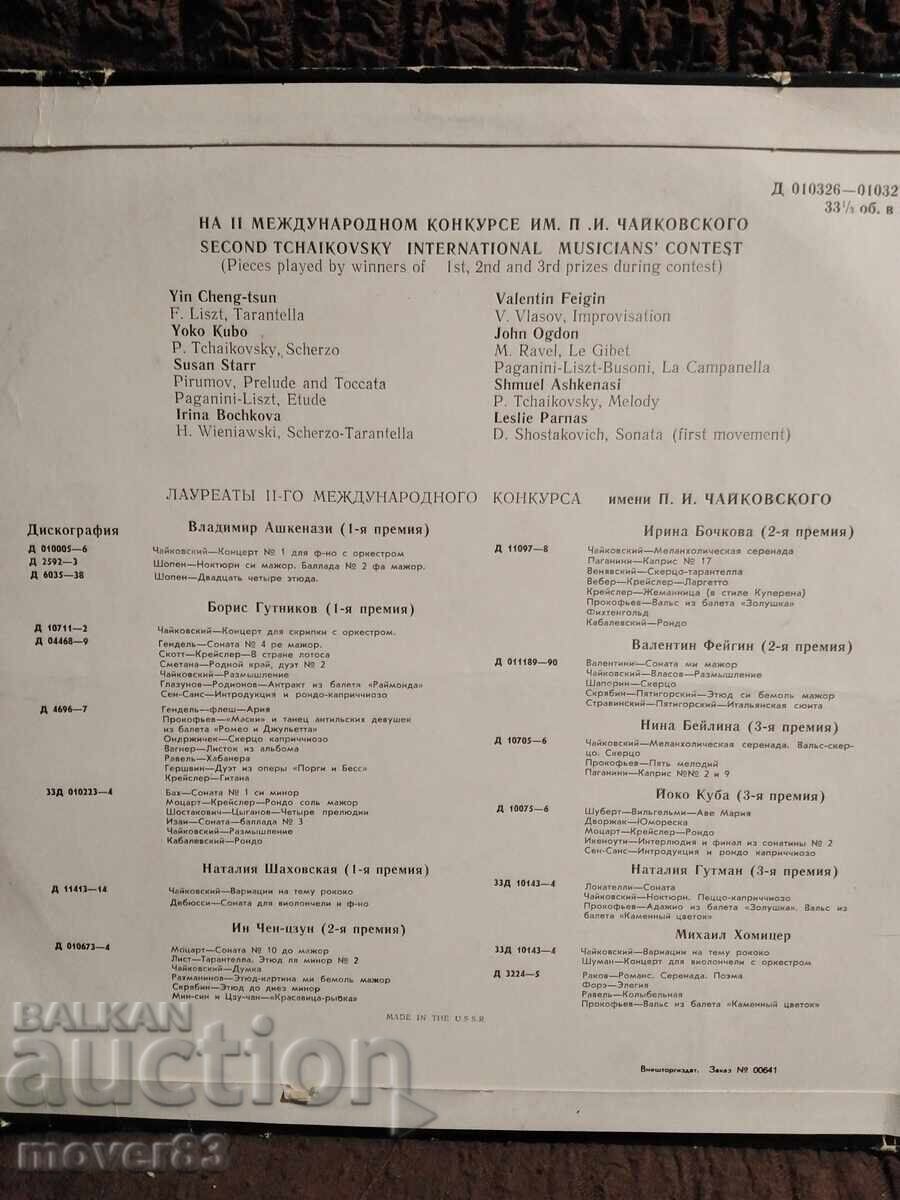 Д 010326—01032
33⅓ об. в
НА II МЕЖДУНАРОДНОМ КОНКУРСЕ ИМ. П .И. ЧАЙКОВСКОГО
SECOND TCHAIKOVSKY INTERNATIONAL MUSICIANS' CONTEST
(Pieces played by winners of 1st, 2nd and 3rd prizes during contest)
Yin Cheng-tsun
F. Liszt, Tarantella
Yoko Kubo
P. Tchaikovsky, Scherzo
Susan Starr
Pirumov, Prelude and Toccata
Paganini-Liszt, Etude
Irina Bochkova
H. Wieniawski, Scherzo-Tarantella
Valentin Feigin
V. Vlasov, Improvisation
John Ogdon
M. Ravel, Le Gibet
Paganini-Liszt-Busoni, La Campanella
Shmuel Ashkenasi
P. Tchaikovsky, Melody
Leslie Parnas
D. Shostakovich, Sonata (first movement)
ЛАУРЕАТЫ II-ГО МЕЖДУНАРОДНОГО КОНКУРСА имени П. И. ЧАЙКОВСКОГО
Дискография
Владимир Ашкенази (1-я премия)
Д 010005—6 Чайковский—Концерт № 1 для ф-но с оркестром
Д 2592—3 Шопен—Ноктюрн си мажор. Баллада № 2 фа мажор.
Д 6035—38 Шопен—Двадцать четыре этюда.
Борис Гутников (1-я премия)
Д 10711—2 Чайковский—Концерт для скрипки с оркестром.
Д 04468—9 Гендель—Соната № 4 ре мажор.
Скотт—Крейслер—В стране лотоса
Сметана—Родной край, дуэт № 2
Чайковский—Размышление
Глазунов—Родионов—Антракт из балета «Раймонда»
Сен-Санс—Интродукция и рондо-каприччиозо
Д 4696—7 Гендель—флеш—Ария
Прокофьев—«Маски» и танец антильских девушек
из балета «Ромео и Джульетта»
Ондржичек—Скерцо каприччиозо
Вагнер—Листок из альбома
Равель—Хабанера
Гершвин—Дуэт из оперы «Порги и Бесс»
Крейслер—Гитана
33Д 010223—4 Бах—Соната № 1 си минор
Моцарт—Крейслер—Рондо соль мажор
Шостакович—Цыганов—Четыре прелюдии
Изаи—Соната—баллада № 3
Чайковский—Размышление
Кабалевский—Рондо
Наталия Шаховская (1-я премия)
Д 11413—14 Чайковский—Вариации на тему рококо
Дебюсси—Соната для виолончели и ф-но
Ин Чен-цзун (2-я премия)
Д 010673—4 Моцарт—Соната № 10 до мажор
Лист—Тарантелла. Этюд ля минор № 2
Чайковский—Думка
Рахманинов—Этюд-картина ми бемоль мажор
Скрябин—Этюд до диез минор
Мин-син и Цзу-чан—«Красавица-рыбка»
Ирина Бочкова (2-я премия)
Д 11097—8 Чайковский—Меланхолическая серенада
Паганини—Каприс № 17
Венявский—Скерцо-тарантелла
Вебер—Крейслер—Ларгетто
Крейслер—Жеманница (в стиле Куперена)
Прокофьев—Вальс из балета «Золушка»
Фихтенгольд
Кабалевский—Рондо
Валентин Фейгин (2-я премия)
Д 011189—90 Валентини—Соната ми мажор
Чайковский—Власов—Размышление
Шапорин—Скерцо
Скрябин—Пятигорский—Этюд си бемоль мажор
Стравинский—Пятигорский—Итальянская сюита
Нина Бейлина (3-я премия)
Д 10705—6 Чайковский—Меланхолическая серенада. Вальс-скер-
цо. Скерцо
Прокофьев—Пять мелодий
Паганини—Каприс №№ 2 и 9
Йоко Куба (3-я премия)
Д 10075—6 Шуберт—Вильгельми—Аве Мария
Дворжак—Юмореска
Моцарт—Крейслер—Рондо
Икеноути—Интерлюдия и финал из сонатины № 2
Сен-Санс—Интродукция и рондо каприччиозо
Наталия Гутман (3-я премия)
33Д 10143—4 Локателли—Соната
Чайковский—Ноктюрн. Пеццо-каприччиозо
Прокофьев—Адажио из балета «Золушка». Вальс из
балета «Каменный цветок»
Михаил Хомицер
33Д 10143—4 Чайковский—Вариации на тему рококо
Шуман—Концерт для виолончели с оркестром
Д 3224—5 Раков—Романс. Серенада. Поэма
Форэ—Элегия
Равель—Колыбельная
Прокофьев—Вальс из балета «Каменный цветок»
MADE IN THE U.S.S.R.
Внешторгиздат. Заказ № 00641
BALKAN
auction
mover83